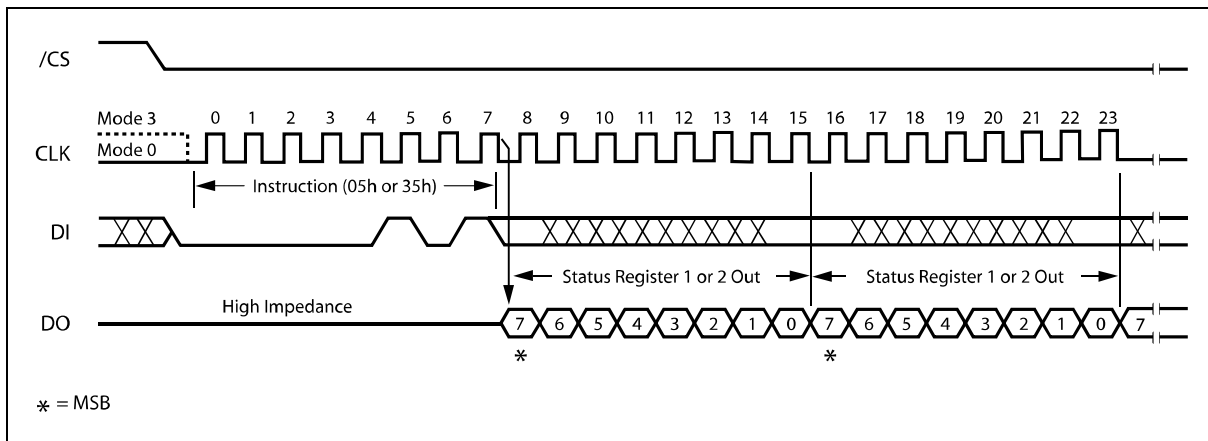 /CS
Mode 3
0 1 2 3 4 5 6 7 8 9 10 11 12 13 14 15 16 17 18 19 20 21 22 23
CLK
Mode 0
Instruction (05h or 35h)
DI
Status Register 1 or 2 Out
Status Register 1 or 2 Out
High Impedance
DO
7 6 5 4 3 2 1 0 7 6 5 4 3 2 1 0 7
* *
* = MSB